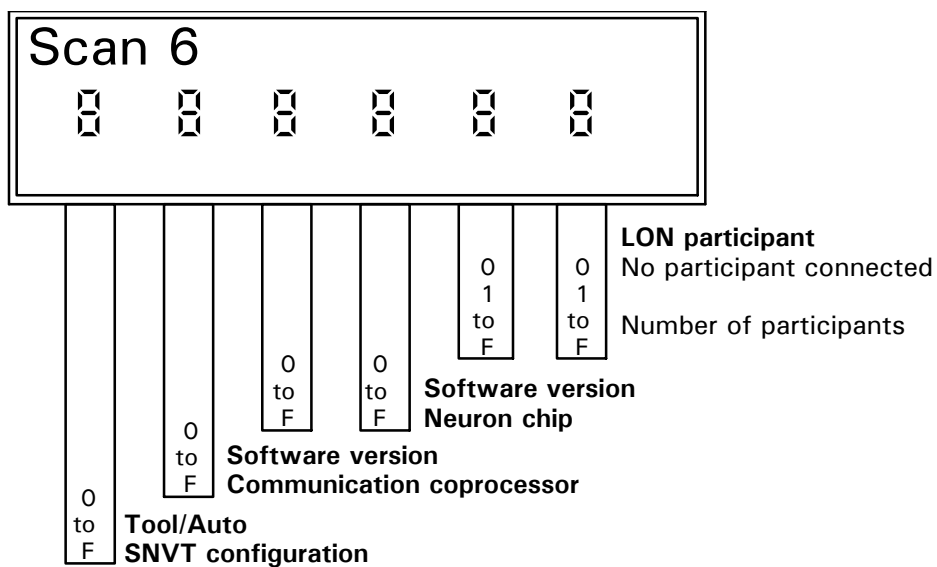 Scan 6
8 8 8 8 8 8
LON participant
0 0 No participant connected
1 1
to to Number of participants
F F
0 0
to to Software version
F F Neuron chip
0
to Software version
F Communication coprocessor
0
to Tool/Auto
F SNVT configuration